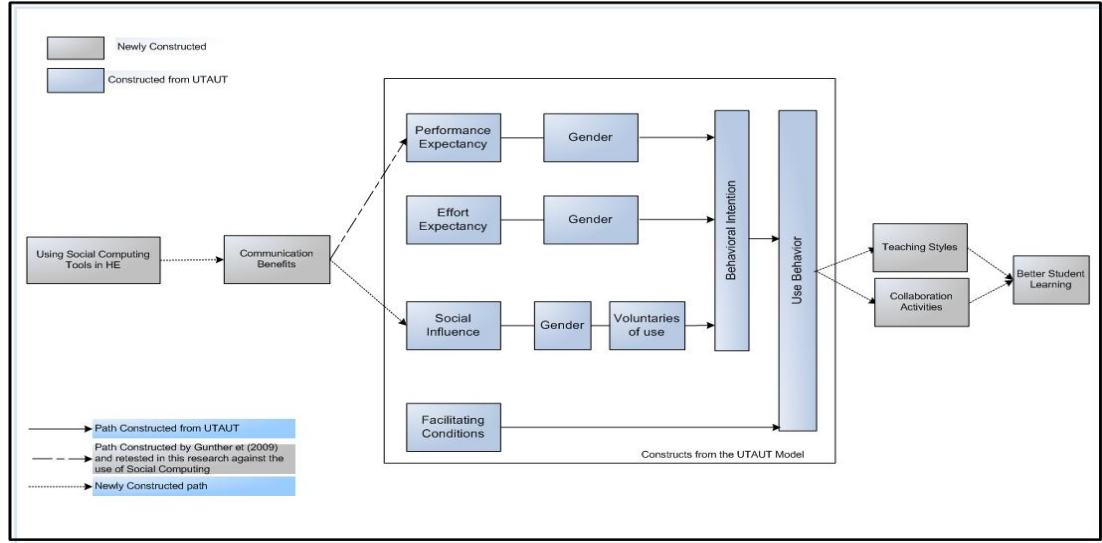 Newly Constructed
Constructed from UTAUT
Performance
Expectancy
Gender
Effort
Expectancy
Gender
Using Social Computing
Tools in HE
Communication
Benefits
Social
Influence
Gender
Voluntaries
of use
Facilitating
Conditions
Behavioral Intention
Use Behavior
Teaching Styles
Collaboration
Activities
Better Student
Learning
Constructs from the UTAUT Model
Path Constructed from UTAUT
Path Constructed by Gunther et (2009)
and retested in this research against the
use of Social Computing
Newly Constructed path